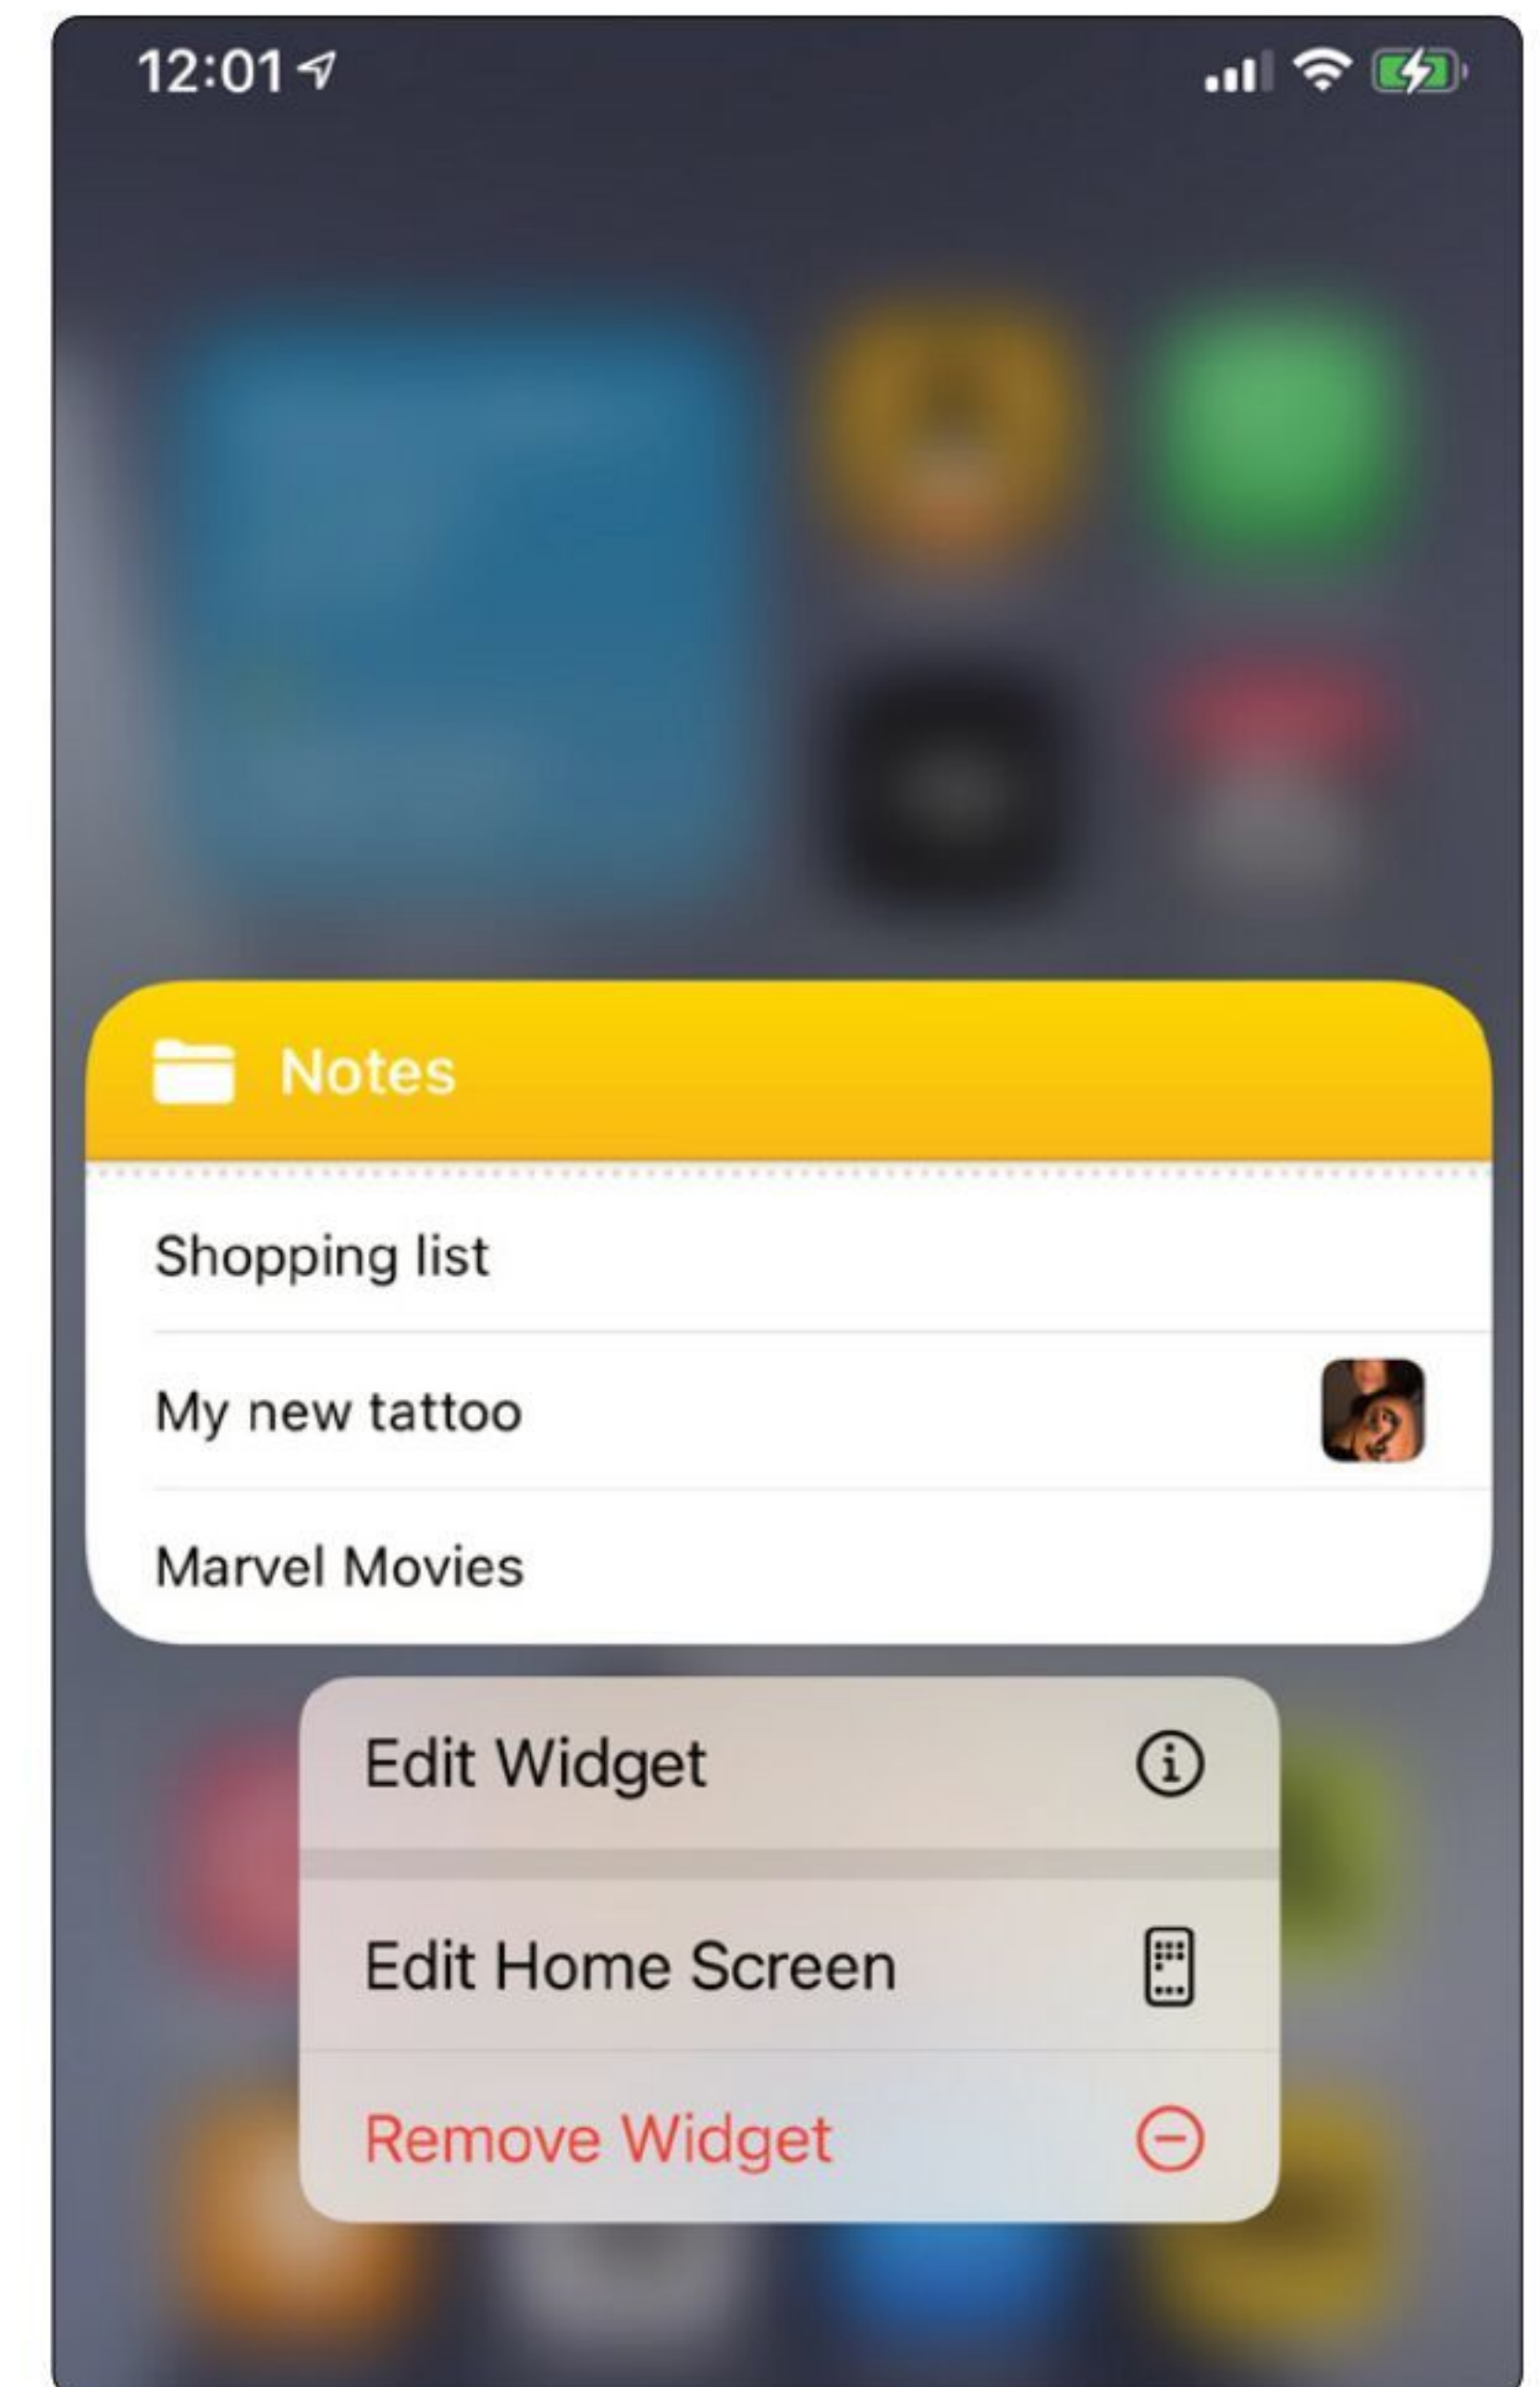 12:01
Notes
Shopping list
My new tattoo
Marvel Movies
Edit Widget
Edit Home Screen
Remove Widget